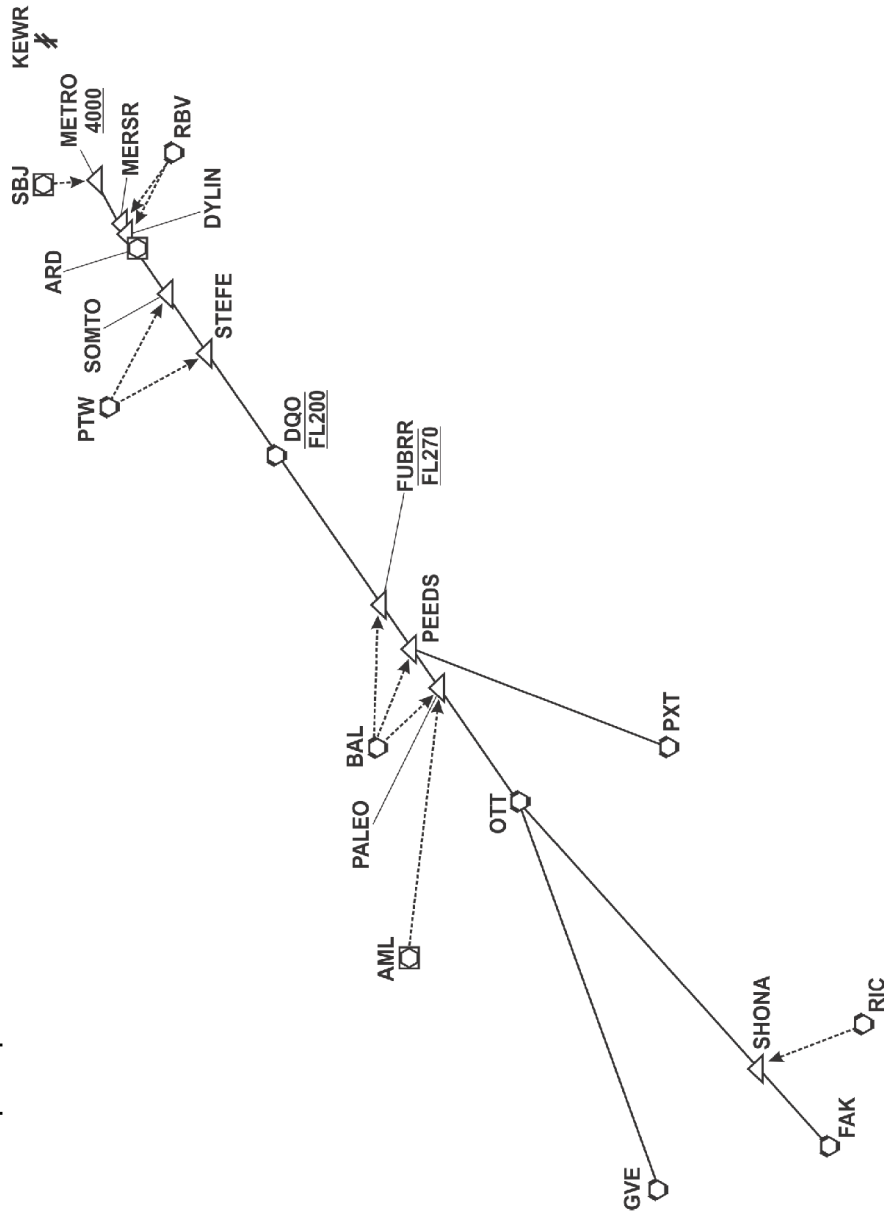 KEWR
METRO
4000
SBJ
MERSR
RBV
DYLIN
ARD
SOMTO
STEFE
PTW
DQO
FL200
FUBRR
FL270
PEEDS
BAL
PALEO
PXT
OTT
AML
SHONA
RIC
FAK
GVE